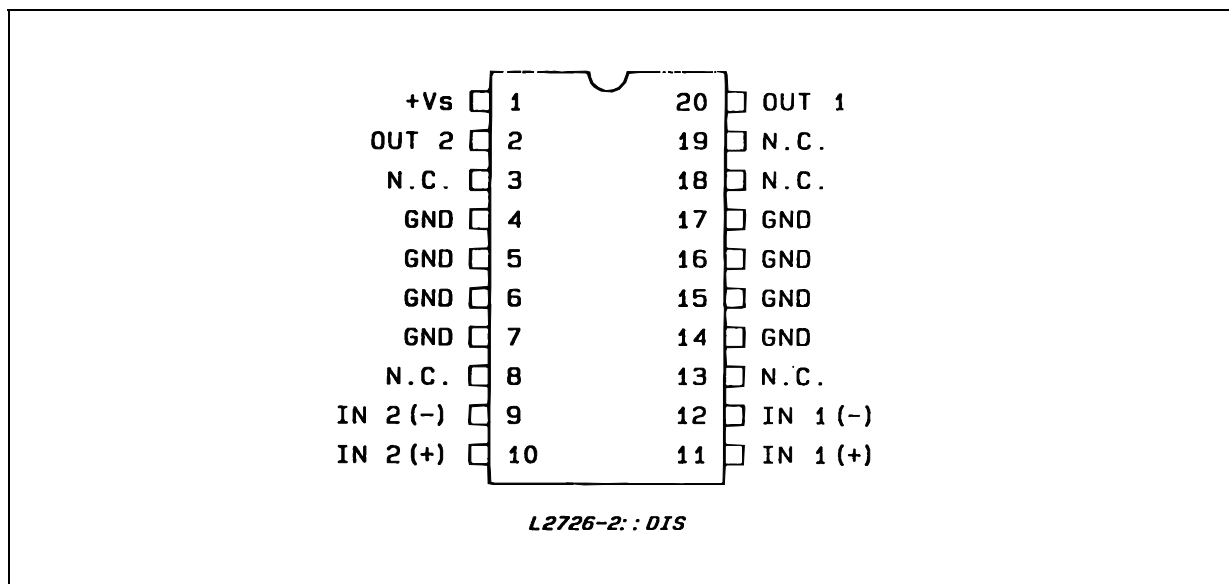 +Vs 1 20 OUT 1
OUT 2 2 19 N.C.
N.C. 3 18 N.C.
GND 4 17 GND
GND 5 16 GND
GND 6 15 GND
GND 7 14 GND
N.C. 8 13 N.C.
IN 2(-) 9 12 IN 1(-)
IN 2(+) 10 11 IN 1(+)
L2726-2::DIS